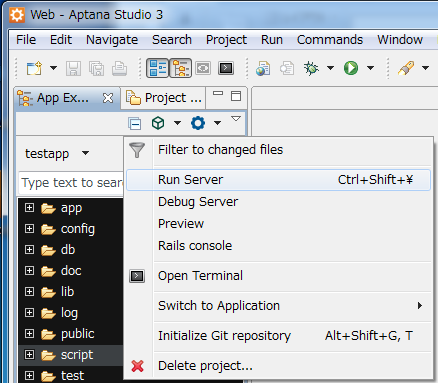 Web - Aptana Studio 3
File Edit Navigate Search Project Run Commands Window
App Ex... Project ...
testapp
Type text to sear
app
config
db
doc
lib
log
public
script
test
Filter to changed files
Run Server Ctrl+Shift+¥
Debug Server
Preview
Rails console
Open Terminal
Switch to Application
Initialize Git repository Alt+Shift+G, T
Delete project...